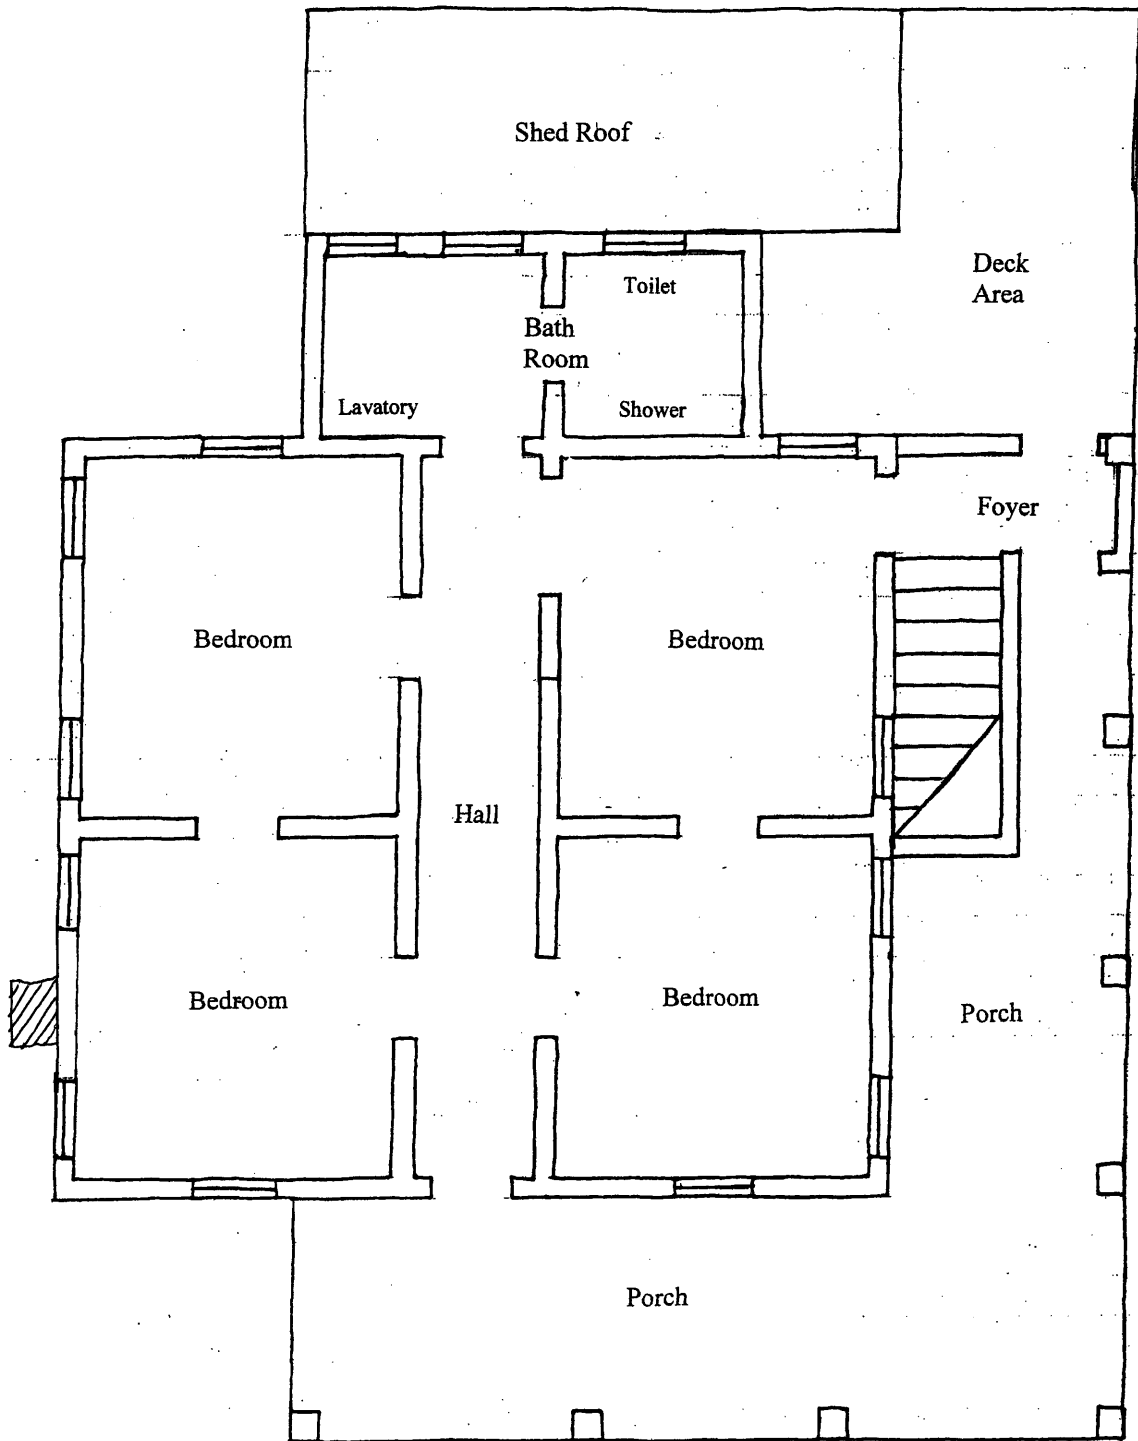 Shed Roof
Deck
Area
Toilet
Bath
Room
Lavatory
Shower
Foyer
Bedroom
Bedroom
Hall
Bedroom
Bedroom
Porch
Porch